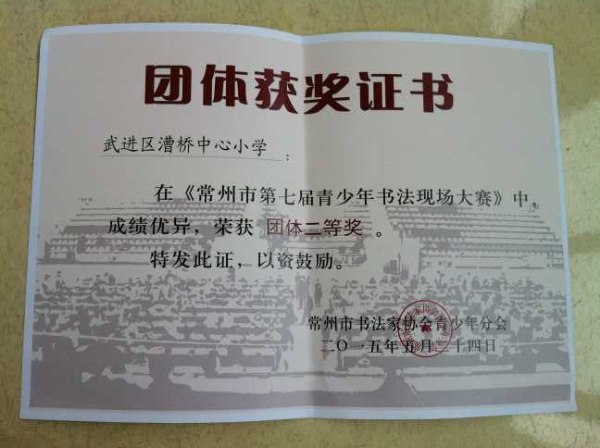 团体获奖证书
武进区漕桥中心小学:
在《常州市第七届青少年书法现场大赛》中,
成绩优异,荣获 团体二等奖 。
特发此证,以资鼓励。
常州市书法家协会青少年分会
二〇一五年五月二十四日